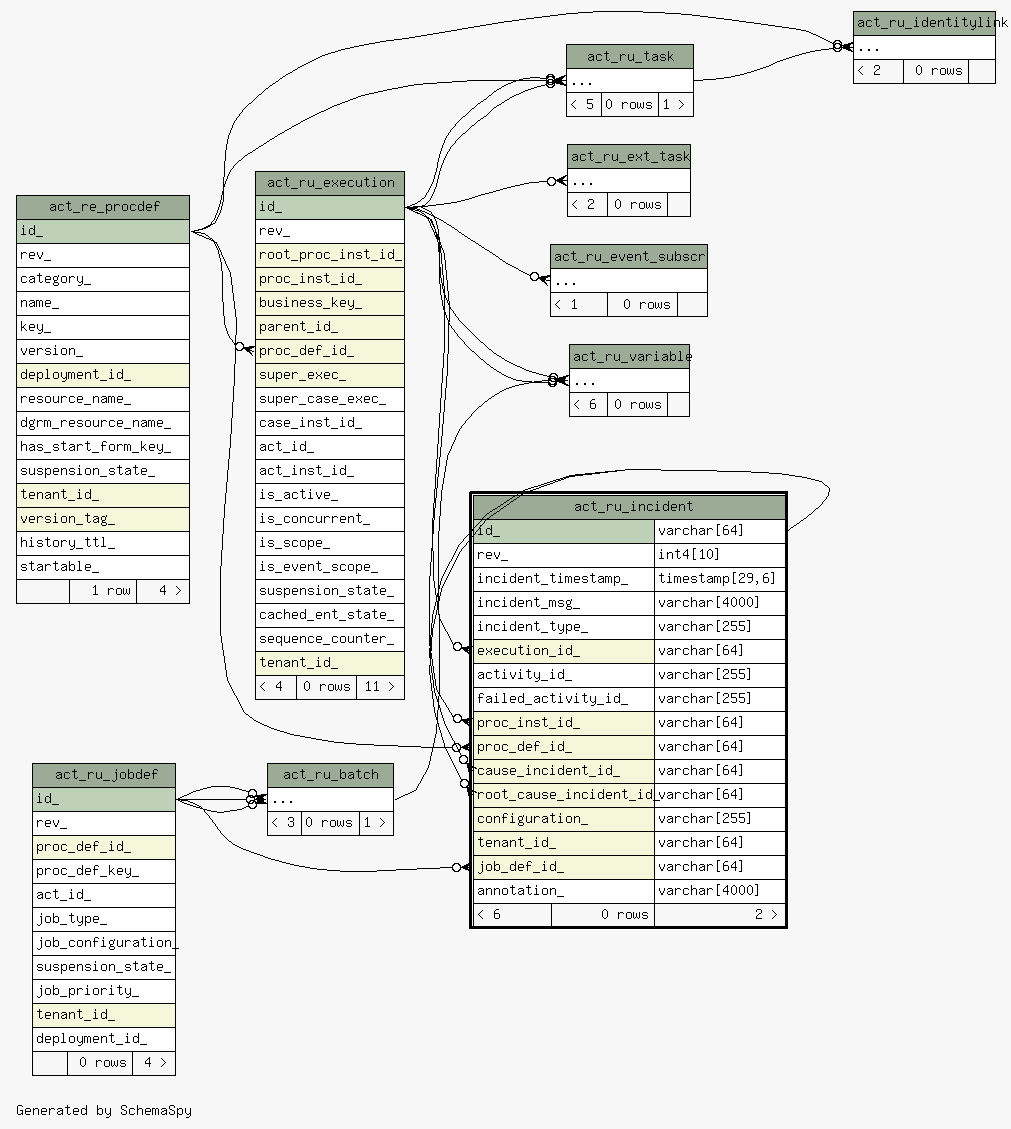 act_ru_identitylink
...
< 2 0 rows
act_ru_task
...
< 5 0 rows 1 >
act_ru_ext_task
...
< 2 0 rows
act_ru_event_subscr
...
< 1 0 rows
act_ru_variable
...
< 6 0 rows
act_re_procdef
id_
rev_
category_
name_
key_
version_
deployment_id_
resource_name_
dgrm_resource_name_
has_start_form_key_
suspension_state_
tenant_id_
version_tag_
history_ttl_
startable_
1 row 4 >
act_ru_execution
id_
rev_
root_proc_inst_id_
proc_inst_id_
business_key_
parent_id_
proc_def_id_
super_exec_
super_case_exec_
case_inst_id_
act_id_
act_inst_id_
is_active_
is_concurrent_
is_scope_
is_event_scope_
suspension_state_
cached_ent_state_
sequence_counter_
tenant_id_
< 4 0 rows 11 >
act_ru_incident
id_ varchar[64]
rev_ int4[10]
incident_timestamp_ timestamp[29,6]
incident_msg_ varchar[4000]
incident_type_ varchar[255]
execution_id_ varchar[64]
activity_id_ varchar[255]
failed_activity_id_ varchar[255]
proc_inst_id_ varchar[64]
proc_def_id_ varchar[64]
cause_incident_id_ varchar[64]
root_cause_incident_id_ varchar[64]
configuration_ varchar[255]
tenant_id_ varchar[64]
job_def_id_ varchar[64]
annotation_ varchar[4000]
< 6 0 rows 2 >
act_ru_jobdef
id_
rev_
proc_def_id_
proc_def_key_
act_id_
job_type_
job_configuration_
suspension_state_
job_priority_
tenant_id_
deployment_id_
0 rows 4 >
act_ru_batch
...
< 3 0 rows 1 >
Generated by SchemaSpy